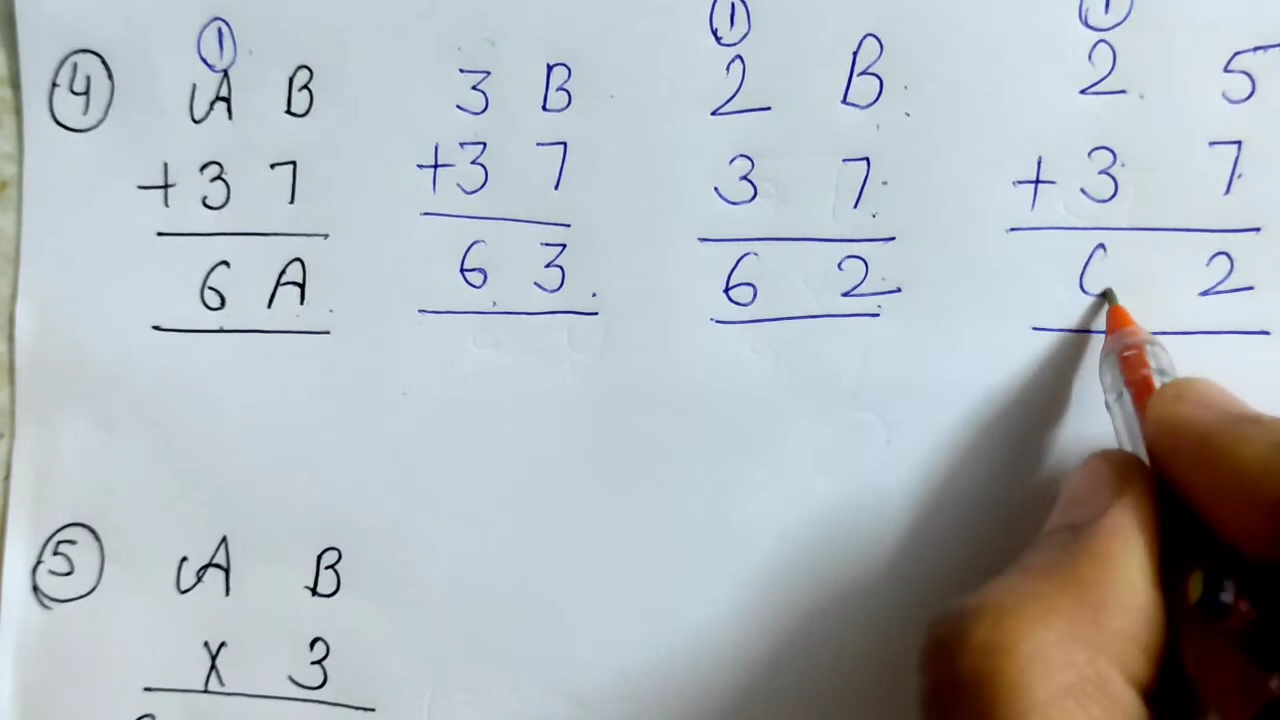 ① ① ①
④ A B 3 B 2 B 2 5
+ 3 7 + 3 7 3 7 + 3 7
6 A 6 3 6 2 2
⑤ A B
× 3